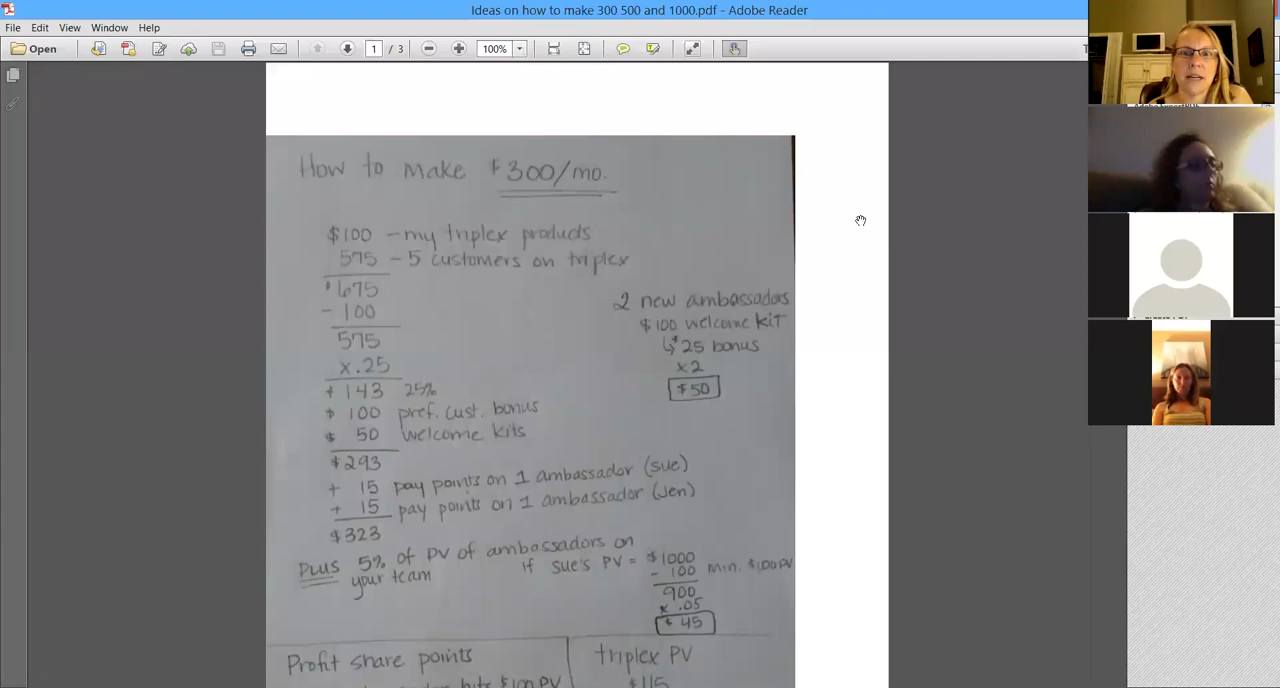 Ideas on how to make 300 500 and 1000.pdf - Adobe Reader
File Edit View Window Help
Open 1 / 3 100%
How to make $300/mo.
$100 - my triplex products
575 - 5 customers on triplex
$675
- 100
575
x .25
$ 143 25%
$ 100 pref. cust. bonus
$ 50 welcome kits
$293
+ 15 pay points on 1 ambassador (sue)
+ 15 pay points on 1 ambassador (Jen)
$323
2 new ambassadors
$100 welcome kit
↳ $25 bonus
x 2
$50
PLUS 5% of PV of ambassadors on
your team
if sue's PV = $1000
- 100 min. $100 PV
900
x .05
$ 45
Profit share points
triplex PV
$115